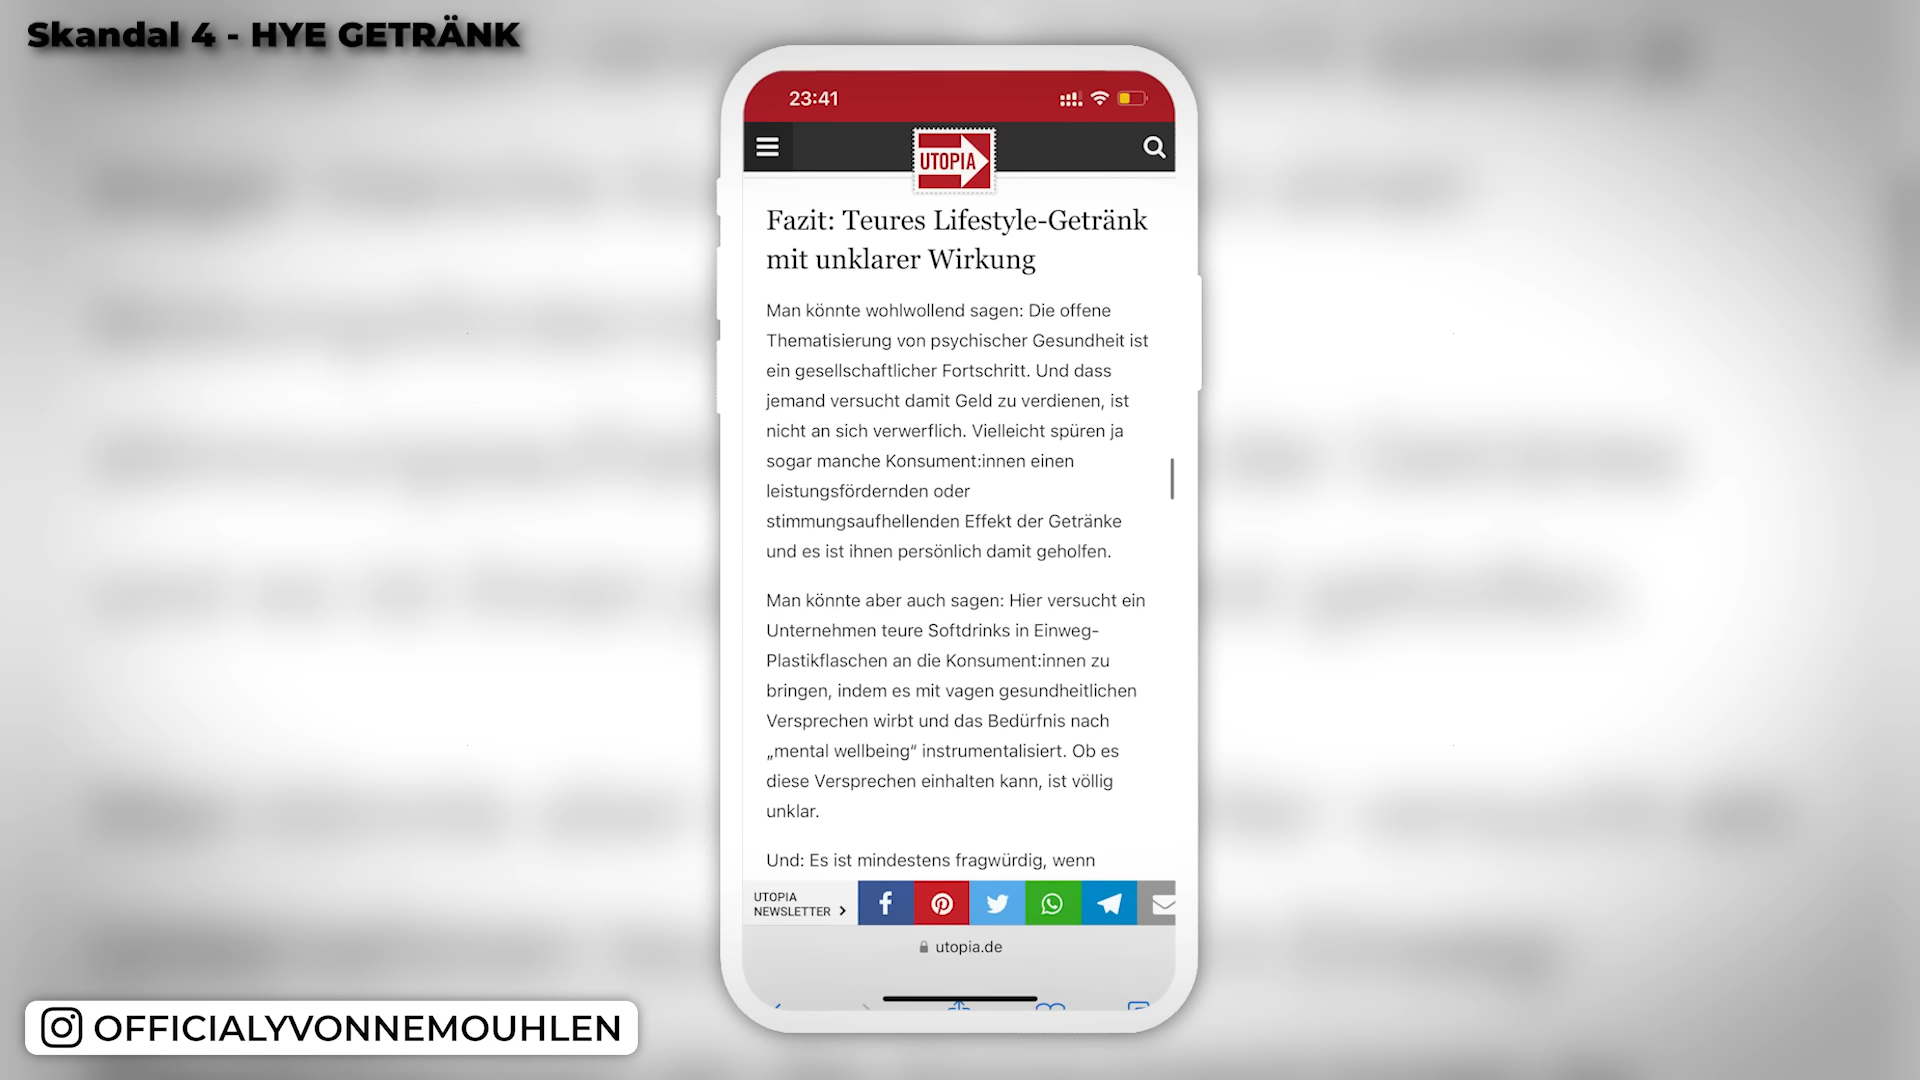 Skandal 4 - HYE GETRÄNK
23:41
UTOPIA
Fazit: Teures Lifestyle-Getränk
mit unklarer Wirkung
Man könnte wohlwollend sagen: Die offene
Thematisierung von psychischer Gesundheit ist
ein gesellschaftlicher Fortschritt. Und dass
jemand versucht damit Geld zu verdienen, ist
nicht an sich verwerflich. Vielleicht spüren ja
sogar manche Konsument:innen einen
leistungsfördernden oder
stimmungsaufhellenden Effekt der Getränke
und es ist ihnen persönlich damit geholfen.
Man könnte aber auch sagen: Hier versucht ein
Unternehmen teure Softdrinks in Einweg-
Plastikflaschen an die Konsument:innen zu
bringen, indem es mit vagen gesundheitlichen
Versprechen wirbt und das Bedürfnis nach
„mental wellbeing“ instrumentalisiert. Ob es
diese Versprechen einhalten kann, ist völlig
unklar.
Und: Es ist mindestens fragwürdig, wenn
UTOPIA
NEWSLETTER
utopia.de
OFFICIALYVONNEMOUHLEN